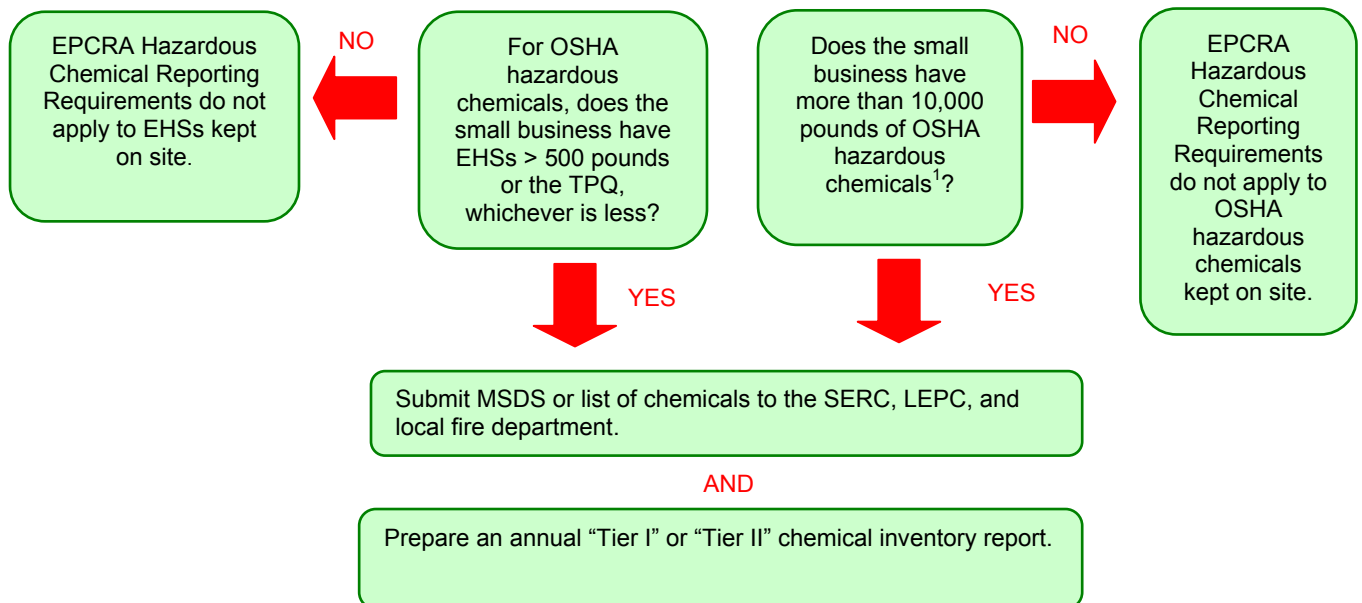 EPCRA Hazardous
Chemical Reporting
Requirements do not
apply to EHSs kept
on site.
NO
For OSHA
hazardous
chemicals, does the
small business have
EHSs > 500 pounds
or the TPQ,
whichever is less?
Does the small
business have
more than 10,000
pounds of OSHA
hazardous
chemicals¹?
NO
EPCRA
Hazardous
Chemical
Reporting
Requirements
do not apply to
OSHA
hazardous
chemicals
kept on site.
YES
YES
Submit MSDS or list of chemicals to the SERC, LEPC, and
local fire department.
AND
Prepare an annual “Tier I” or “Tier II” chemical inventory report.